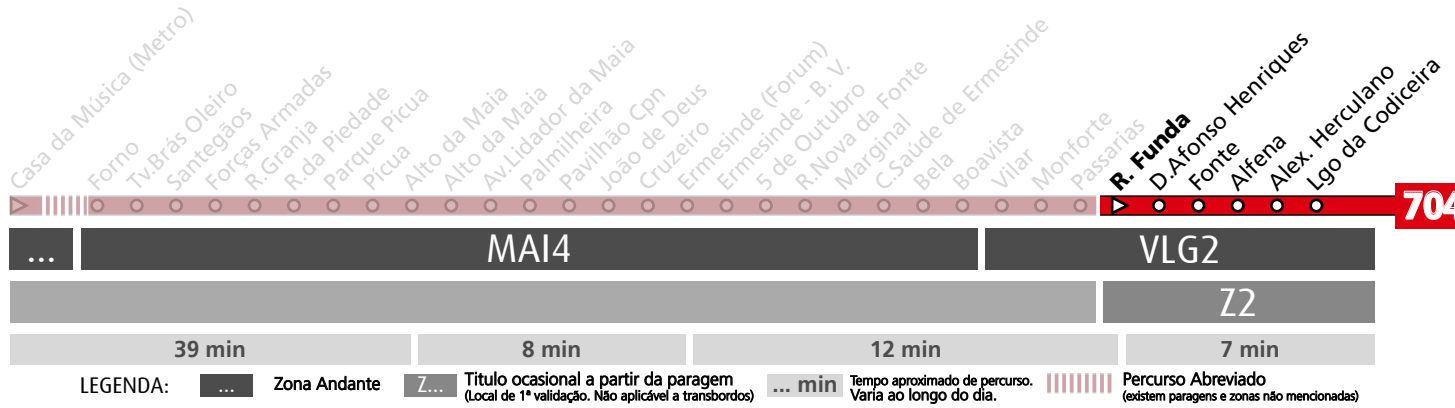 Casa da Música (Metro)
Forno
Tv.Brás Oleiro
Santegãos
Forças Armadas
R.Granja
R.da Piedade
Parque Pícua
Pícua
Alto da Maia
Alto da Maia
Av.Lidador da Maia
Palmilheira
Pavilhão Cpn
João de Deus
Cruzeiro
Ermesinde (Forum)
Ermesinde - B. V.
5 de Outubro
R.Nova da Fonte
Marginal
C.Saúde de Ermesinde
Bela
Boavista
Vilar
Monforte
Passarias
R. Funda
D.Afonso Henriques
Fonte
Alfena
Alex. Herculano
Lgo da Codiceira
704
... MAI4 VLG2
Z2
39 min 8 min 12 min 7 min
LEGENDA: ... Zona Andante Z... Titulo ocasional a partir da paragem
(Local de 1ª validação. Não aplicável a transbordos)
... min Tempo aproximado de percurso.
Varia ao longo do dia.
Percurso Abreviado
(existem paragens e zonas não mencionadas)